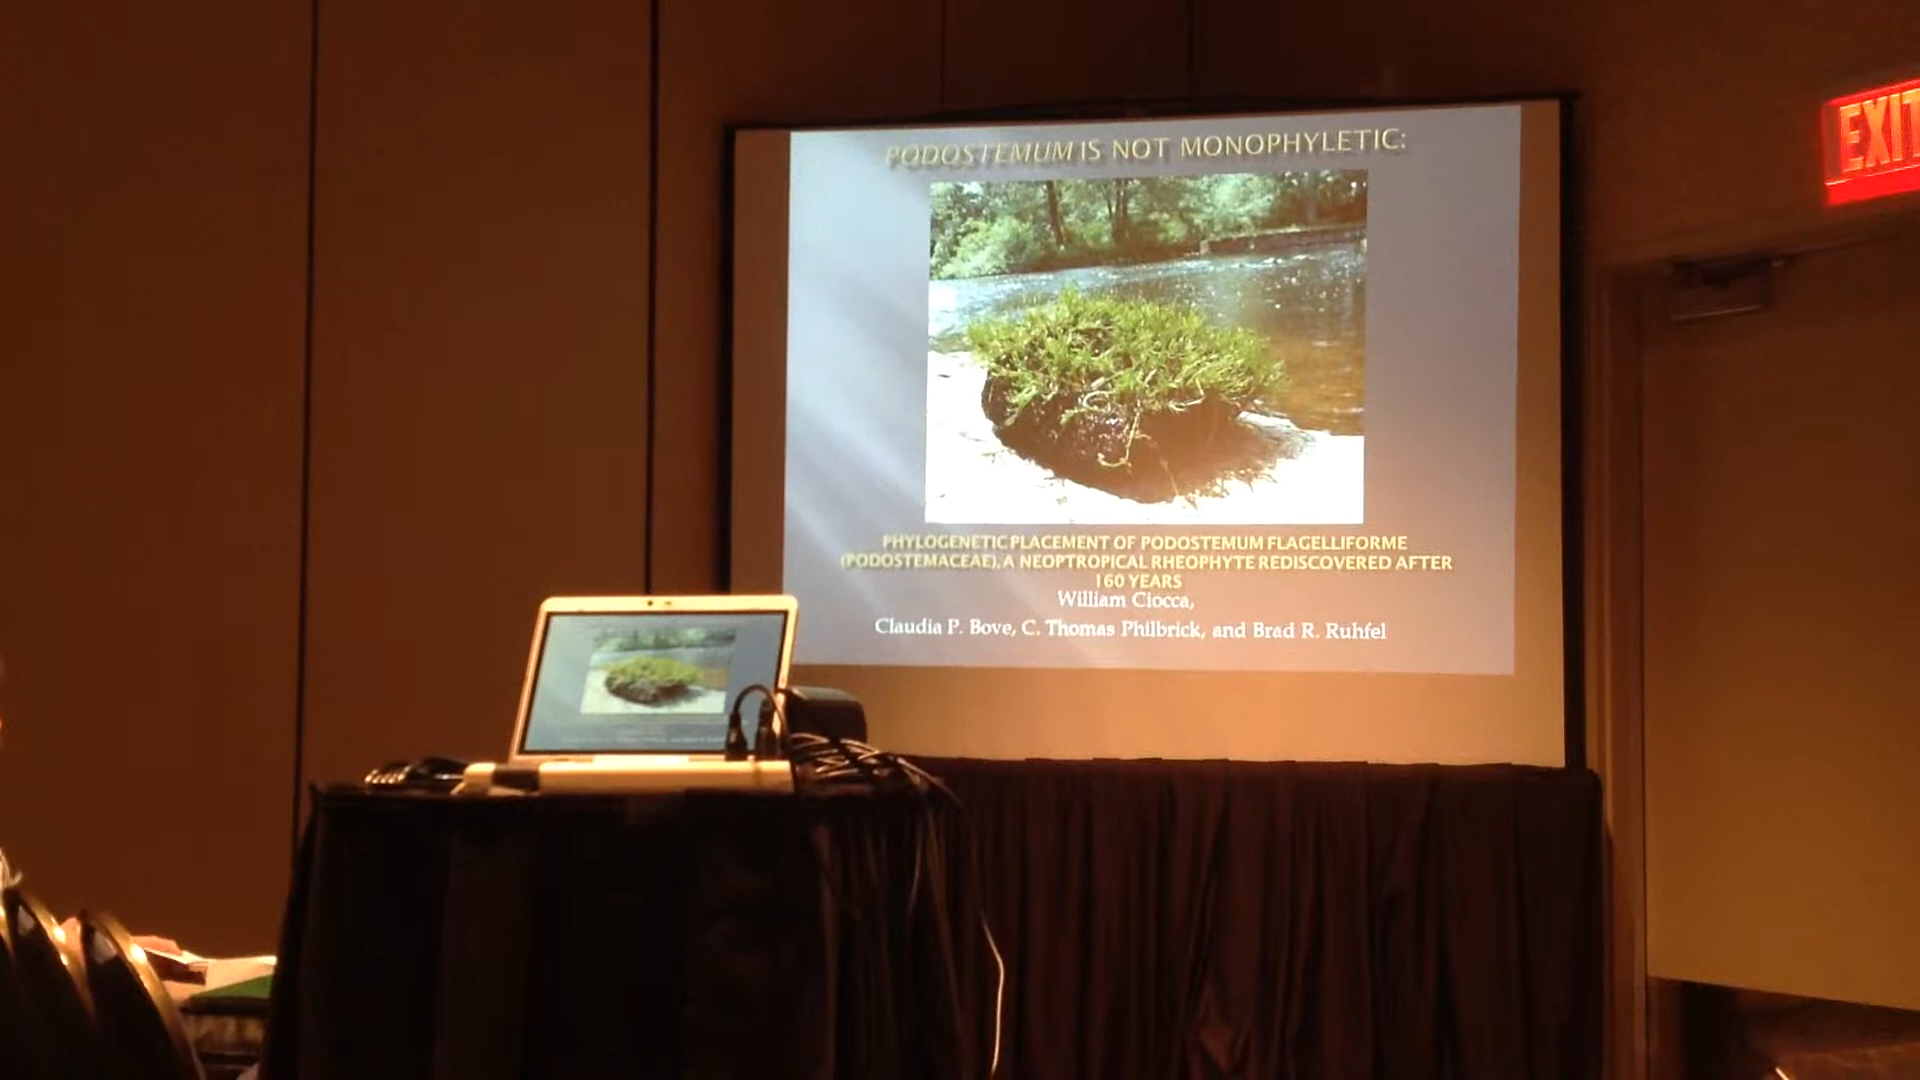 PODOSTEMUM IS NOT MONOPHYLETIC:
PHYLOGENETIC PLACEMENT OF PODOSTEMUM FLAGELLIFORME
(PODOSTEMACEAE), A NEOPTROPICAL RHEOPHYTE REDISCOVERED AFTER
160 YEARS
William Ciocca,
Claudia P. Bove, C. Thomas Philbrick, and Brad R. Ruhfel
EXIT